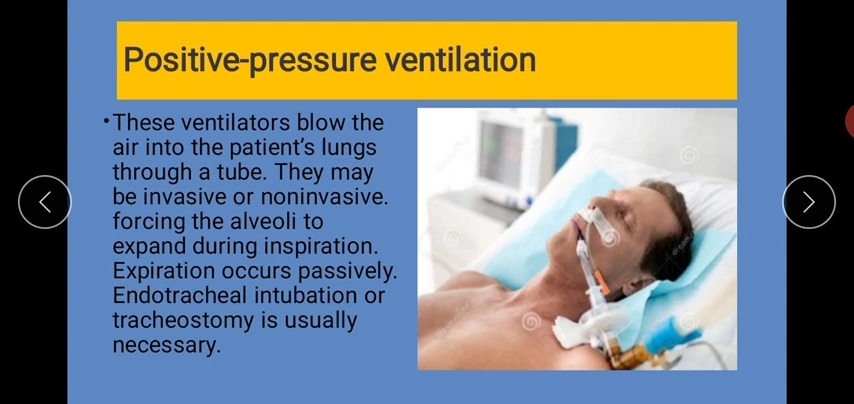 Positive-pressure ventilation
•These ventilators blow the
air into the patient's lungs
through a tube. They may
be invasive or noninvasive.
forcing the alveoli to
expand during inspiration.
Expiration occurs passively.
Endotracheal intubation or
tracheostomy is usually
necessary.